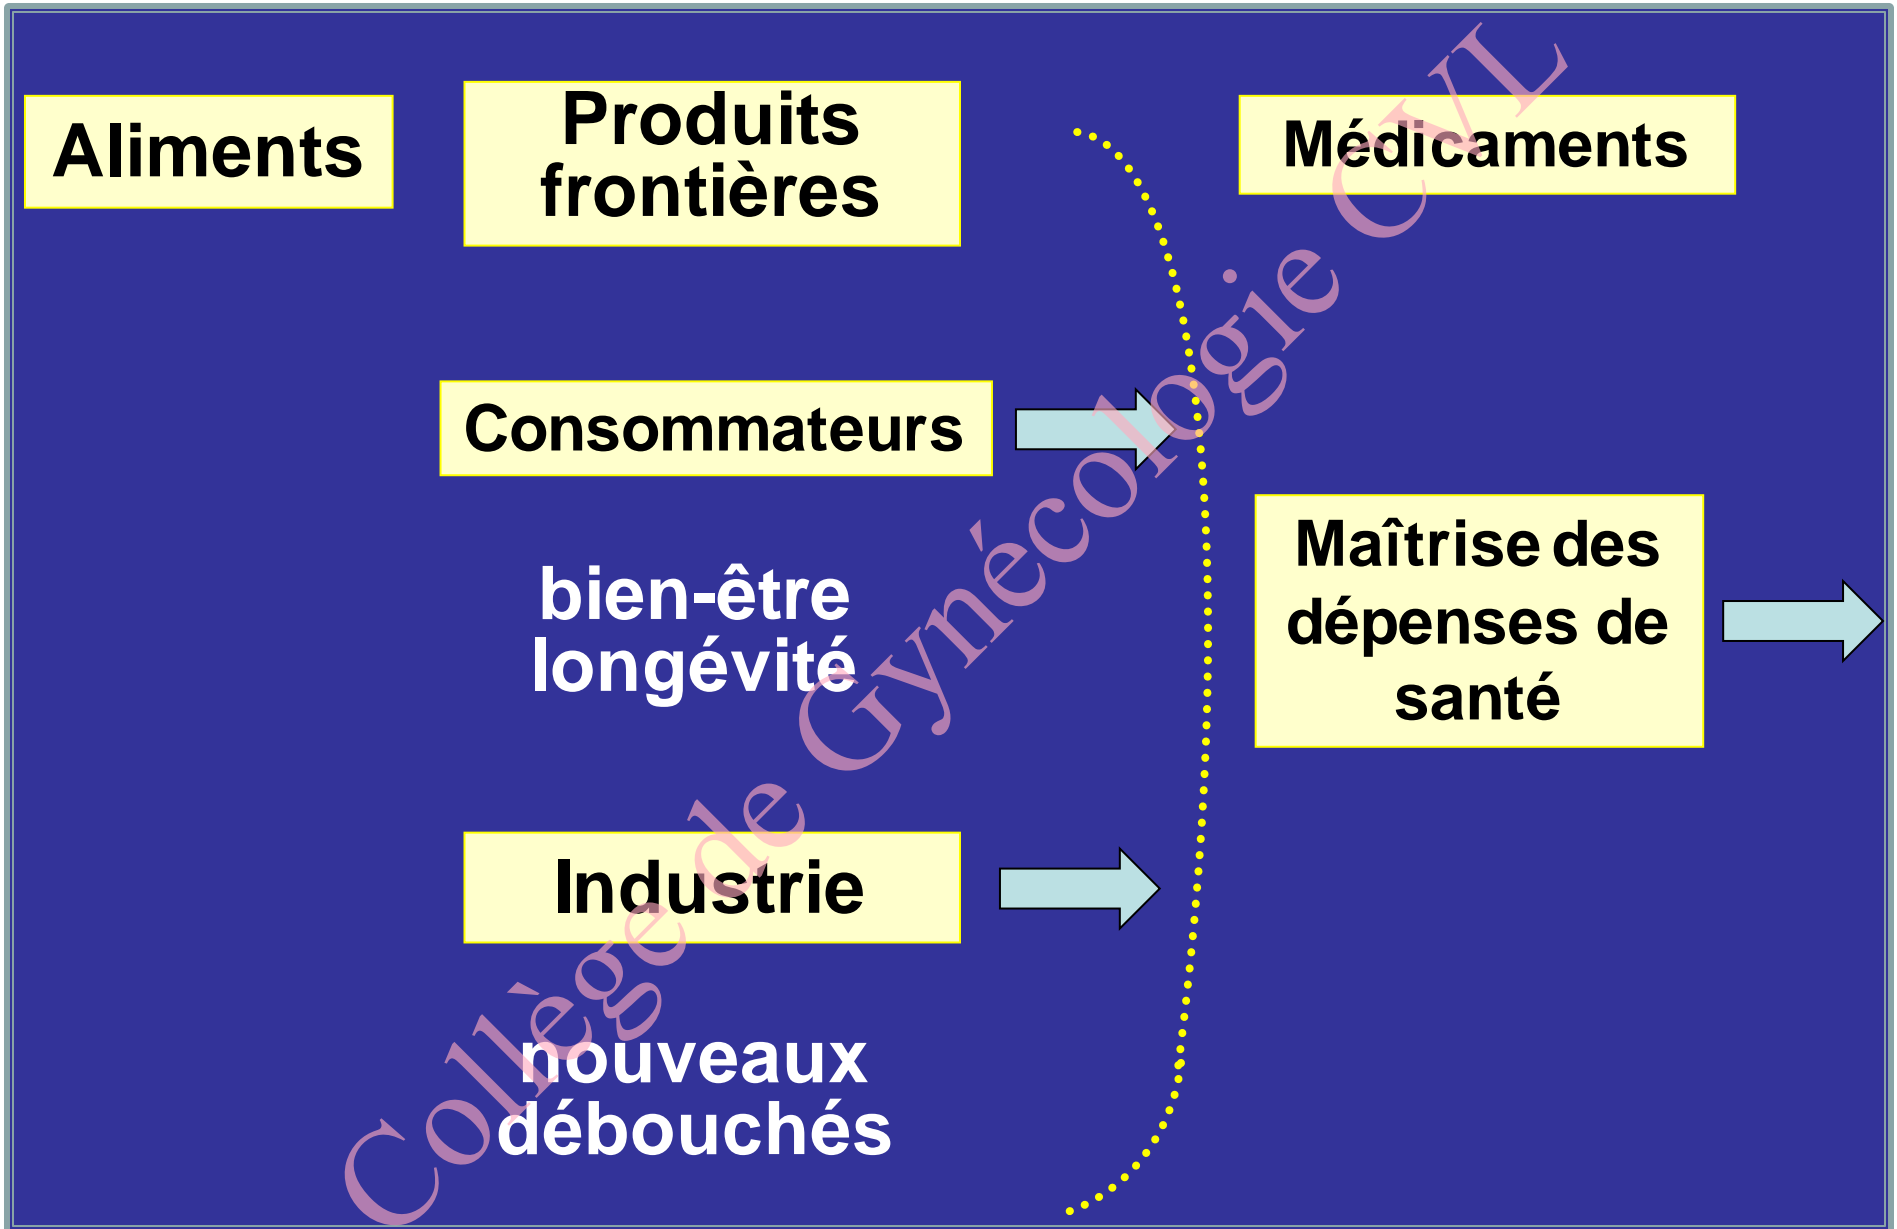 Aliments
Produits
frontières
Médicaments
Consommateurs
bien-être
longévité
Maîtrise des
dépenses de
santé
Industrie
nouveaux
débouchés
Collège de Gynécologie CVL